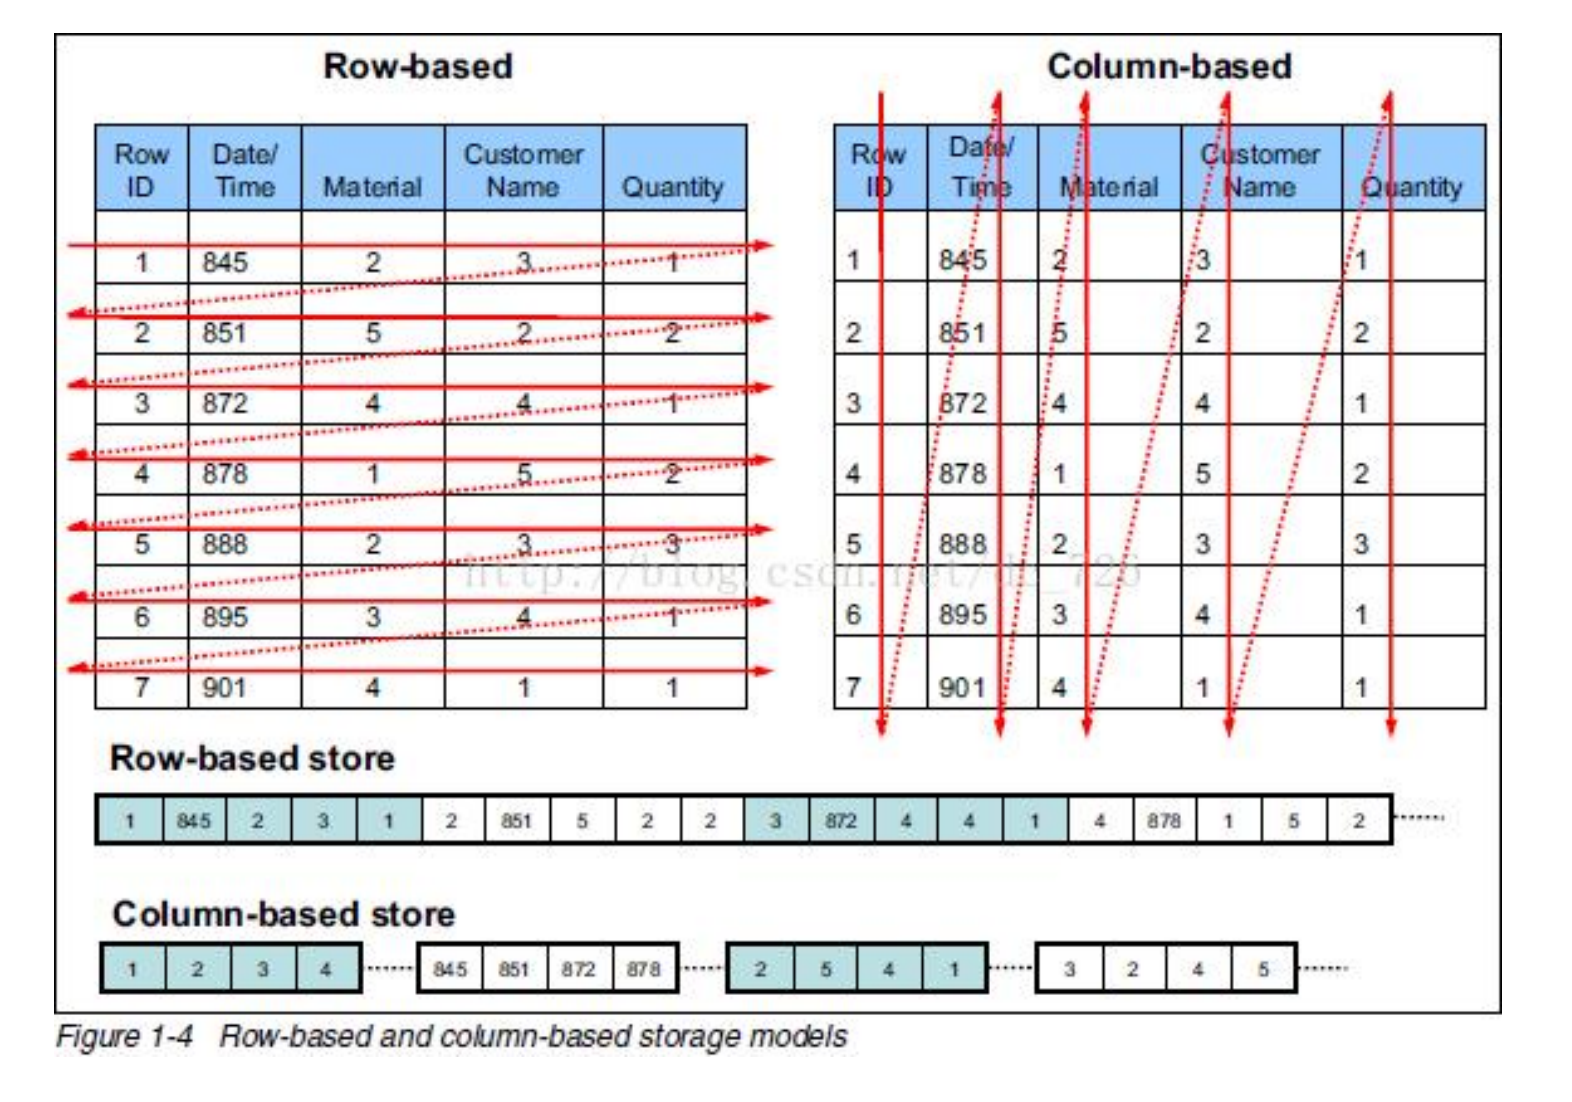 Row-based
Row ID Date/ Time Material Customer Name Quantity
1 845 2 3 1
2 851 5 2 2
3 872 4 4 1
4 878 1 5 2
5 888 2 3 3
6 895 3 4 1
7 901 4 1 1
Column-based
Row ID Date/ Time Material Customer Name Quantity
1 845 2 3 1
2 851 5 2 2
3 872 4 4 1
4 878 1 5 2
5 888 2 3 3
6 895 3 4 1
7 901 4 1 1
Row-based store
1 845 2 3 1 2 851 5 2 2 3 872 4 4 1 4 878 1 5 2
Column-based store
1 2 3 4 845 851 872 878 2 5 4 1 3 2 4 5
Figure 1-4 Row-based and column-based storage models